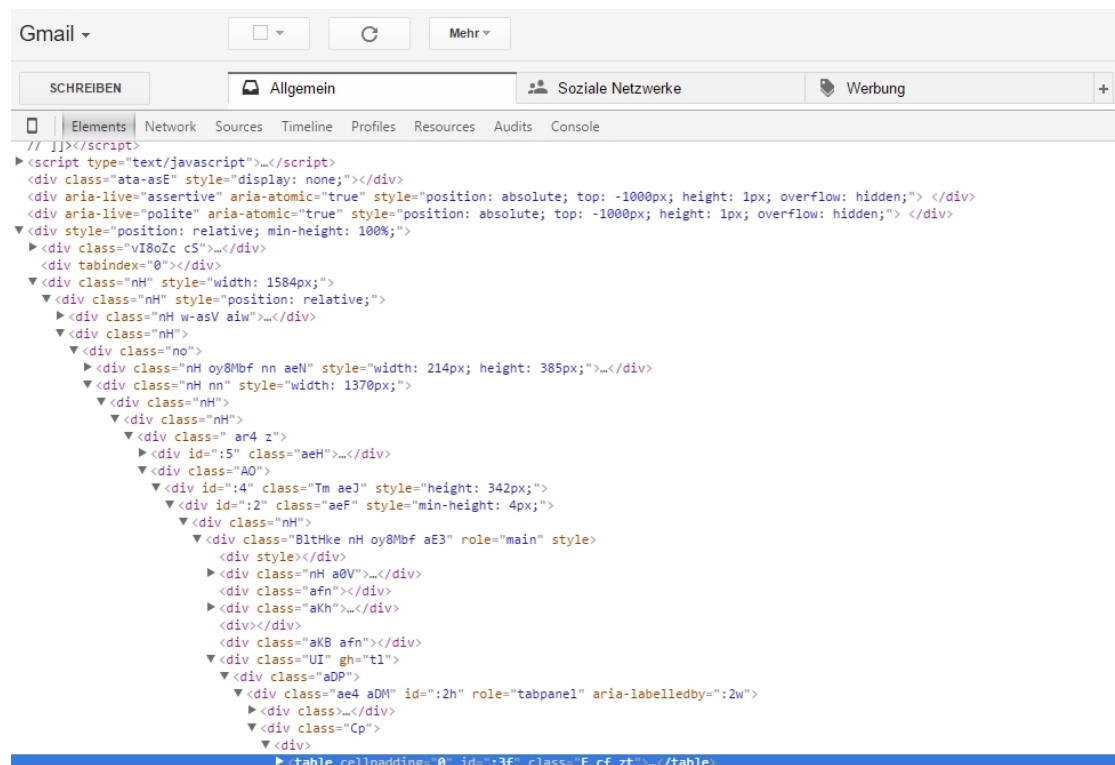 Gmail
Mehr
SCHREIBEN
Allgemein
Soziale Netzwerke
Werbung
+
Elements Network Sources Timeline Profiles Resources Audits Console
// ]]></script>
<script type="text/javascript">…</script>
<div class="ata-asE" style="display: none;"></div>
<div aria-live="assertive" aria-atomic="true" style="position: absolute; top: -1000px; height: 1px; overflow: hidden;"> </div>
<div aria-live="polite" aria-atomic="true" style="position: absolute; top: -1000px; height: 1px; overflow: hidden;"> </div>
<div style="position: relative; min-height: 100%;">
<div class="vI8oZc cS">…</div>
<div tabindex="0"></div>
<div class="nH" style="width: 1584px;">
<div class="nH" style="position: relative;">
<div class="nH w-asV aiw">…</div>
<div class="nH">
<div class="no">
<div class="nH oy8Mbf nn aeN" style="width: 214px; height: 385px;">…</div>
<div class="nH nn" style="width: 1370px;">
<div class="nH">
<div class="nH">
<div class=" ar4 z">
<div id=":5" class="aeH">…</div>
<div class="AO">
<div id=":4" class="Tm aeJ" style="height: 342px;">
<div id=":2" class="aeF" style="min-height: 4px;">
<div class="nH">
<div class="BltHke nH oy8Mbf aE3" role="main" style>
<div style></div>
<div class="nH a0V">…</div>
<div class="afn"></div>
<div class="aKh">…</div>
<div></div>
<div class="aKB afn"></div>
<div class="UI" gh="tl">
<div class="aDP">
<div class="ae4 aDM" id=":2h" role="tabpanel" aria-labelledby=":2w">
<div class>…</div>
<div class="Cp">
<div>
<table cellpadding="0" id=":3f" class="F cf zt">…</table>